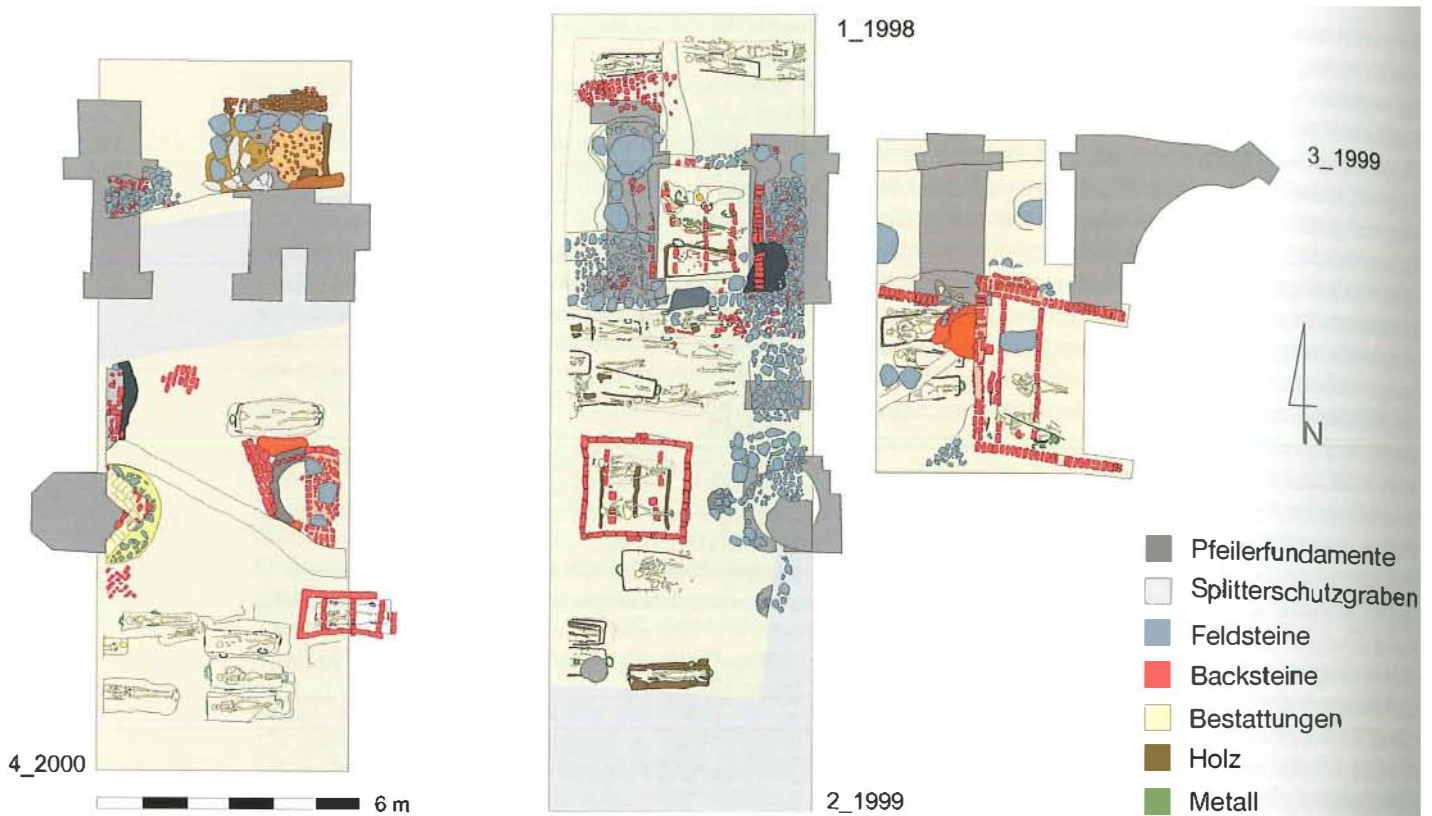 1_1998
3_1999
N
Pfeilerfundamente
Splitterschutzgraben
Feldsteine
Backsteine
Bestattungen
Holz
Metall
4_2000
6 m
2_1999